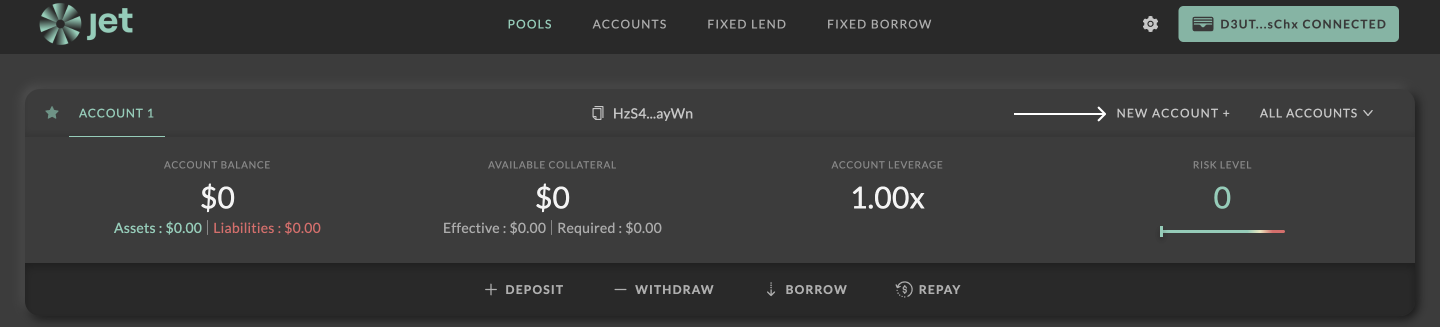 jet POOLS ACCOUNTS FIXED LEND FIXED BORROW D3UT...sChx CONNECTED
ACCOUNT 1 HzS4...ayWn NEW ACCOUNT + ALL ACCOUNTS
ACCOUNT BALANCE AVAILABLE COLLATERAL ACCOUNT LEVERAGE RISK LEVEL
$0 $0 1.00x 0
Assets : $0.00 | Liabilities : $0.00 Effective : $0.00 | Required : $0.00
+ DEPOSIT — WITHDRAW BORROW REPAY